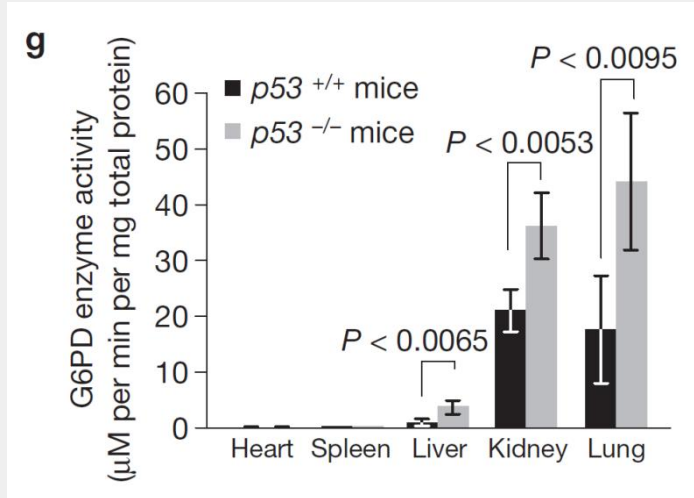 g
G6PD enzyme activity
(μM per min per mg total protein)
60
50
40
30
20
10
0
p53 +/+ mice
p53 −/− mice
P < 0.0095
P < 0.0053
P < 0.0065
Heart Spleen Liver Kidney Lung